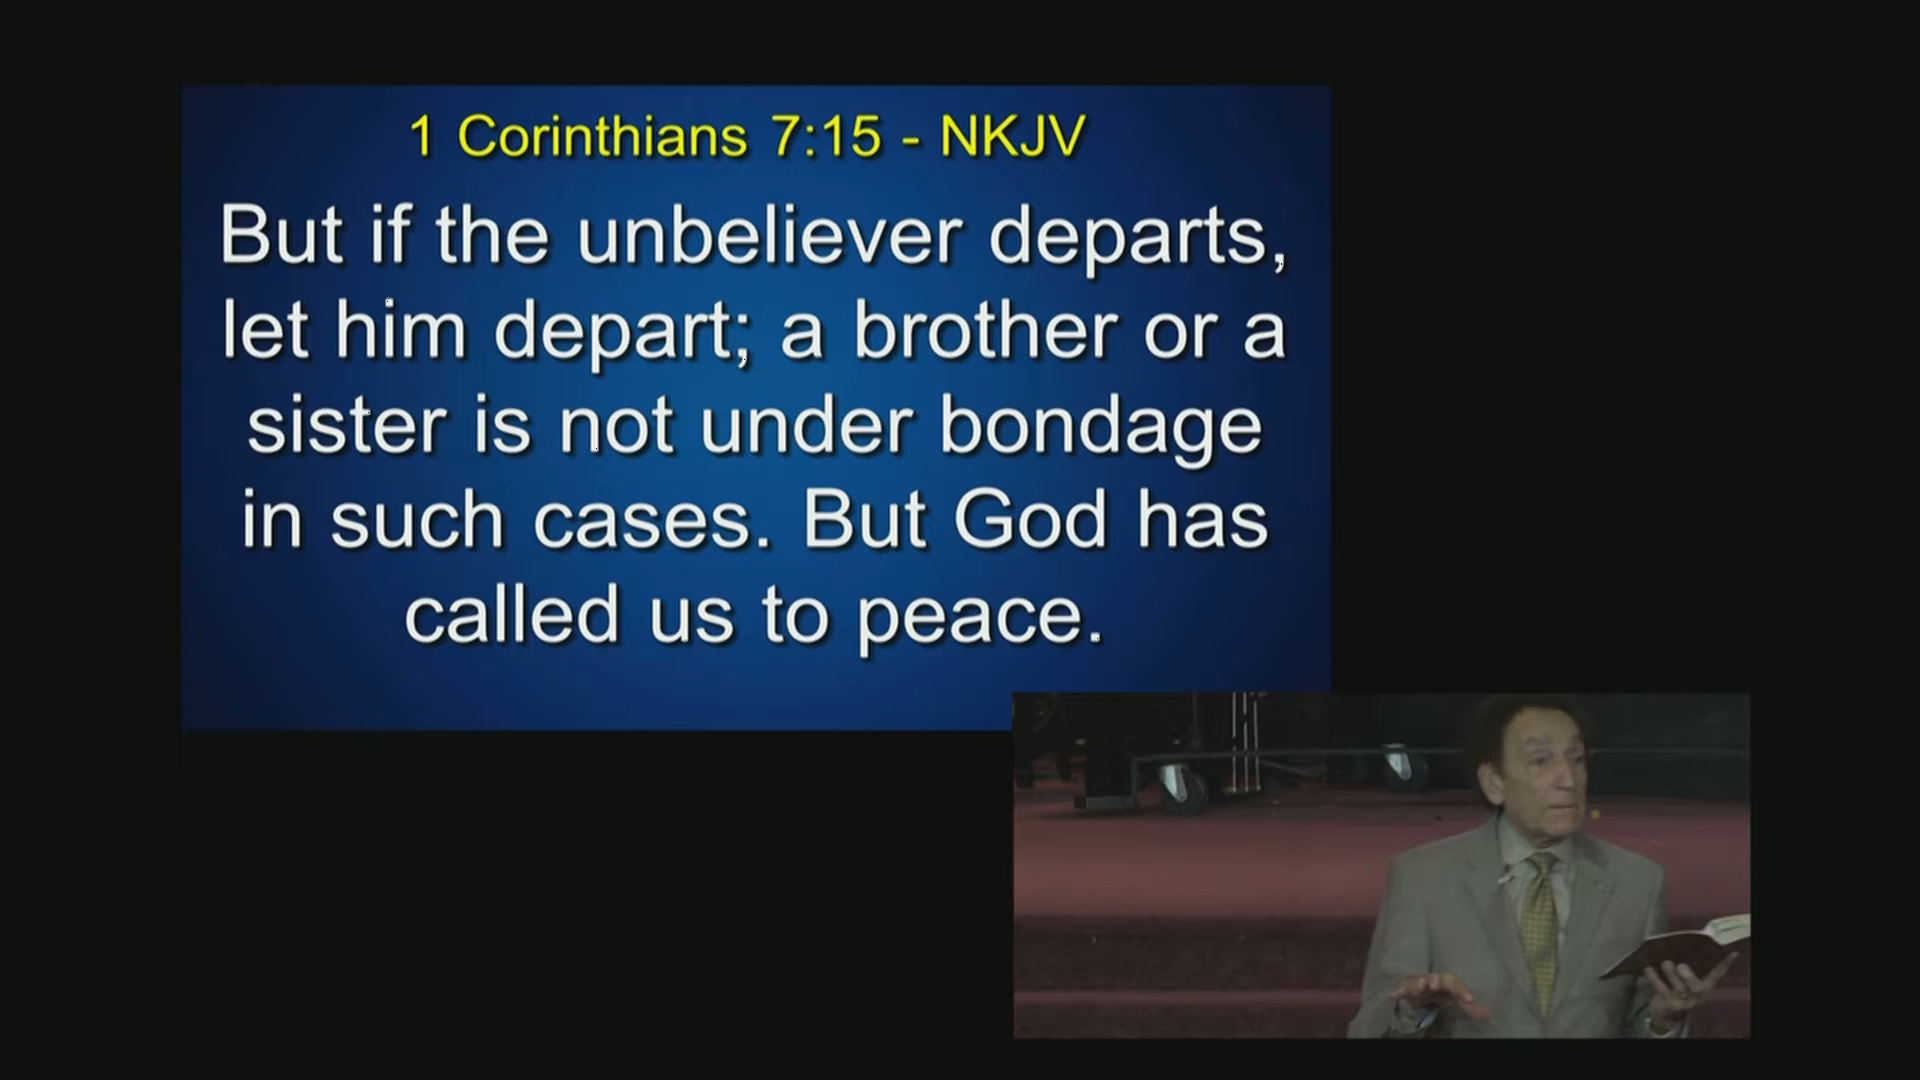 1 Corinthians 7:15 - NKJV
But if the unbeliever departs,
let him depart; a brother or a
sister is not under bondage
in such cases. But God has
called us to peace.